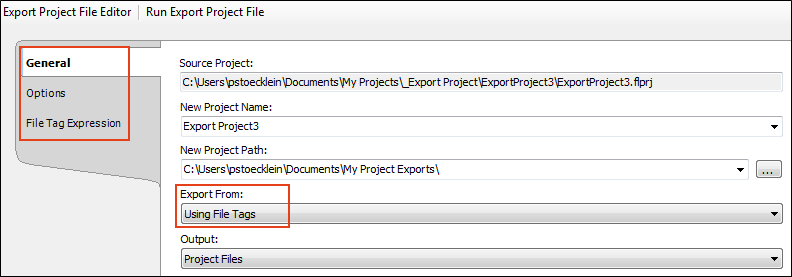 Export Project File Editor | Run Export Project File
General
Options
File Tag Expression
Source Project:
C:\Users\pstoecklein\Documents\My Projects\_Export Project\ExportProject3\ExportProject3.flprj
New Project Name:
Export Project3
New Project Path:
C:\Users\pstoecklein\Documents\My Project Exports\
...
Export From:
Using File Tags
Output:
Project Files